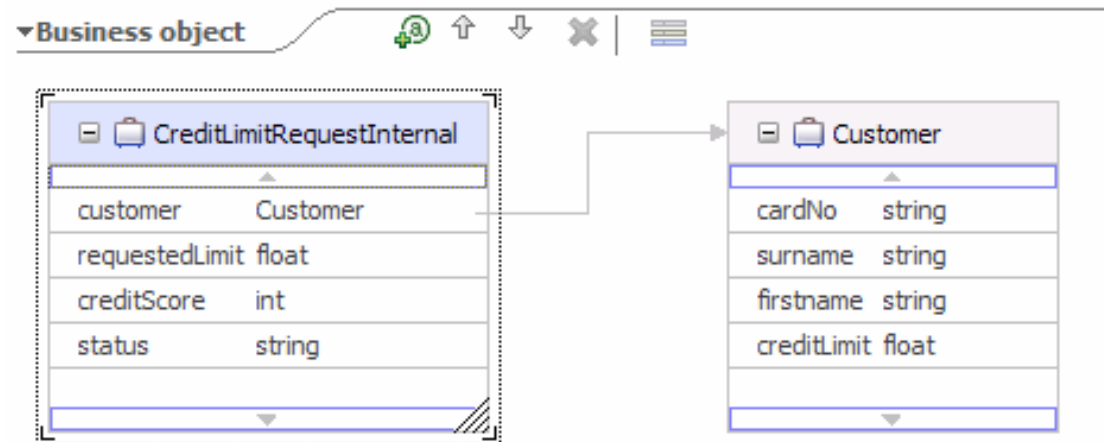 Business object
CreditLimitRequestInternal
customer Customer
requestedLimit float
creditScore int
status string
Customer
cardNo string
surname string
firstname string
creditLimit float